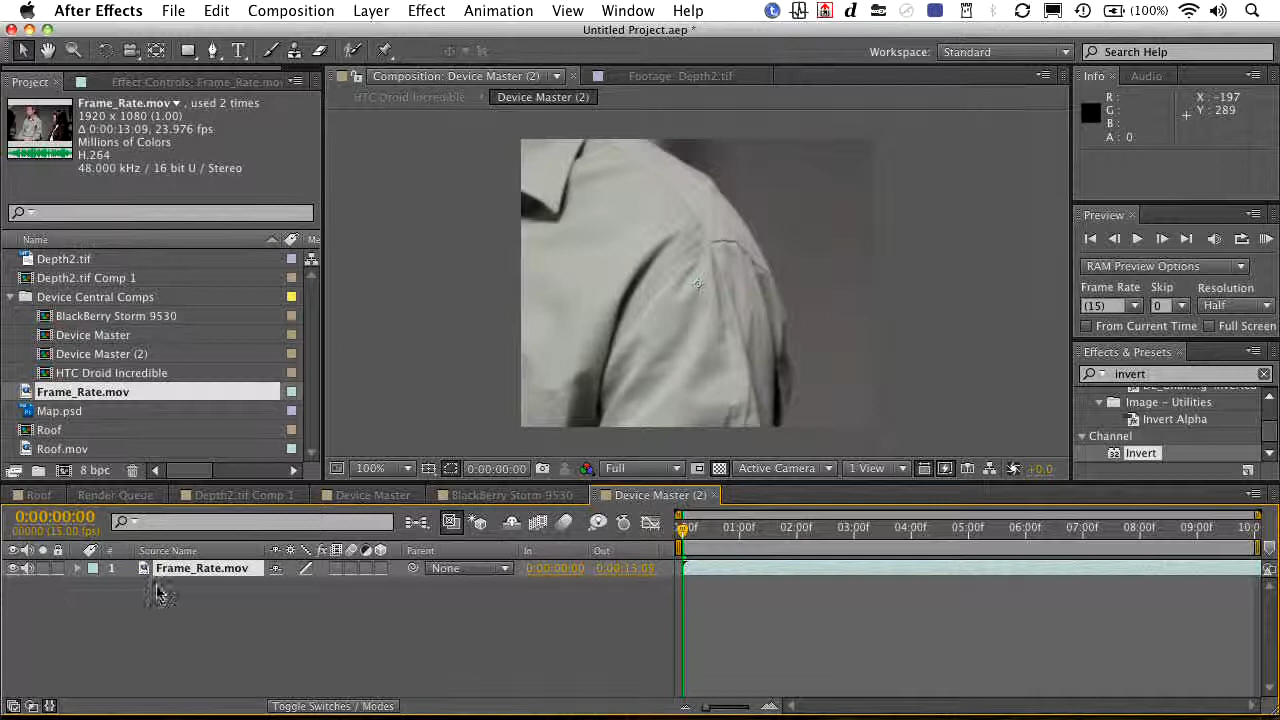 After Effects File Edit Composition Layer Effect Animation View Window Help (100%)
Untitled Project.aep *
Workspace: Standard Search Help
Project Effect Controls: Frame_Rate.mov
Composition: Device Master (2) Footage: Depth2.tif
Info Audio
HTC Droid Incredible Device Master (2)
Frame_Rate.mov▼, used 2 times
1920 x 1080 (1.00)
Δ 0:00:13:09, 23.976 fps
Millions of Colors
H.264
48.000 kHz / 16 bit U / Stereo
R : X : -197
G : Y : 289
B :
A : 0
Preview
RAM Preview Options
Frame Rate Skip Resolution
(15) 0 Half
From Current Time Full Screen
Effects & Presets
invert
Image - Utilities
Invert Alpha
Channel
32 Invert
Name Me
Depth2.tif
Depth2.tif Comp 1
Device Central Comps
BlackBerry Storm 9530
Device Master
Device Master (2)
HTC Droid Incredible
Frame_Rate.mov
Map.psd
Roof
Roof.mov
8 bpc
100% 0:00:00:00 Full Active Camera 1 View +0.0
Roof Render Queue Depth2.tif Comp 1 Device Master BlackBerry Storm 9530 Device Master (2)
0:00:00:00
00000 (15.00 fps)
01:00f 02:00f 03:00f 04:00f 05:00f 06:00f 07:00f 08:00f 09:00f
# Source Name Parent In Out
1 Frame_Rate.mov None 0:00:00:00 0:00:13:09
Toggle Switches / Modes